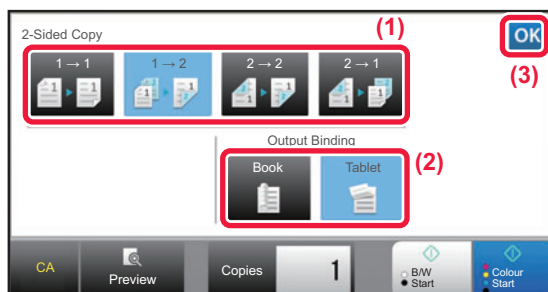 (1)
2-Sided Copy
OK
1 → 1
1 → 2
2 → 2
2 → 1
(3)
Output Binding
Book
Tablet
(2)
CA
Preview
Copies
1
B/W
Start
Colour
Start